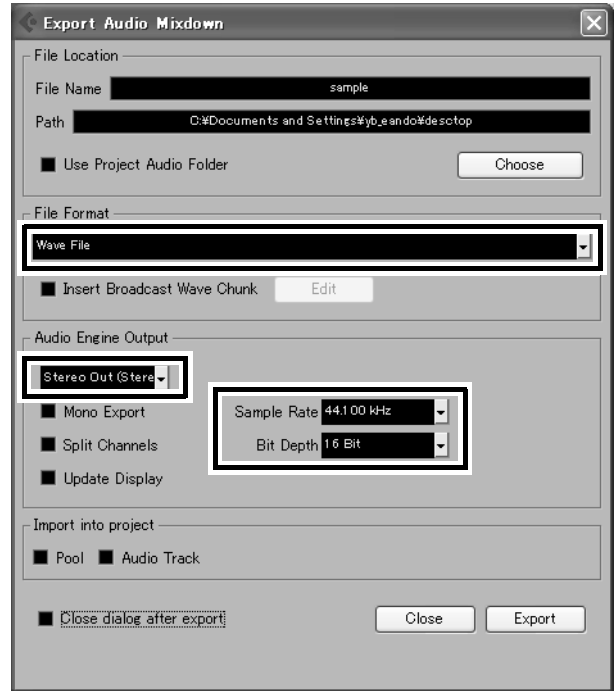 Export Audio Mixdown
File Location
File Name sample
Path C:¥Documents and Settings¥yb_eando¥desctop
Use Project Audio Folder Choose
File Format
Wave File
Insert Broadcast Wave Chunk Edit
Audio Engine Output
Stereo Out (Stere
Mono Export Sample Rate 44.100 kHz
Split Channels Bit Depth 16 Bit
Update Display
Import into project
Pool Audio Track
Close dialog after export Close Export